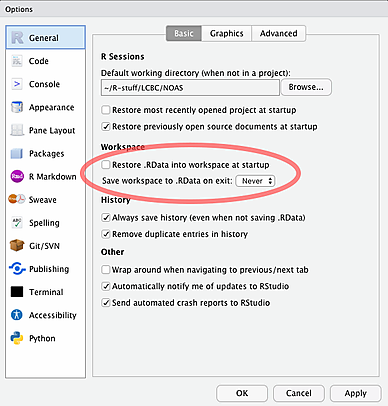 Options
R General
Code
Console
Appearance
Pane Layout
Packages
R Markdown
Sweave
ABC Spelling
Git/SVN
Publishing
Terminal
Accessibility
Python
Basic Graphics Advanced
R Sessions
Default working directory (when not in a project):
~/R-stuff/LCBC/NOAS Browse...
Restore most recently opened project at startup
Restore previously open source documents at startup
Workspace
Restore .RData into workspace at startup
Save workspace to .RData on exit: Never
History
Always save history (even when not saving .RData)
Remove duplicate entries in history
Other
Wrap around when navigating to previous/next tab
Automatically notify me of updates to RStudio
Send automated crash reports to RStudio
OK Cancel Apply